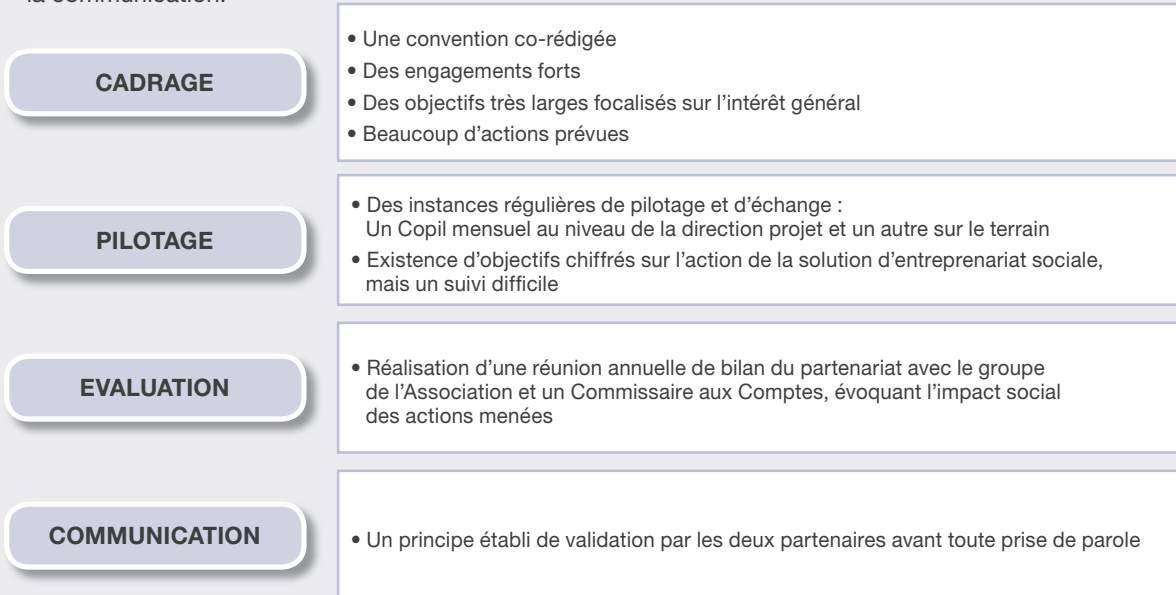 la communication.
CADRAGE
• Une convention co-rédigée
• Des engagements forts
• Des objectifs très larges focalisés sur l’intérêt général
• Beaucoup d’actions prévues
PILOTAGE
• Des instances régulières de pilotage et d’échange :
Un Copil mensuel au niveau de la direction projet et un autre sur le terrain
• Existence d’objectifs chiffrés sur l’action de la solution d’entreprenariat sociale,
mais un suivi difficile
EVALUATION
• Réalisation d’une réunion annuelle de bilan du partenariat avec le groupe
de l’Association et un Commissaire aux Comptes, évoquant l’impact social
des actions menées
COMMUNICATION
• Un principe établi de validation par les deux partenaires avant toute prise de parole